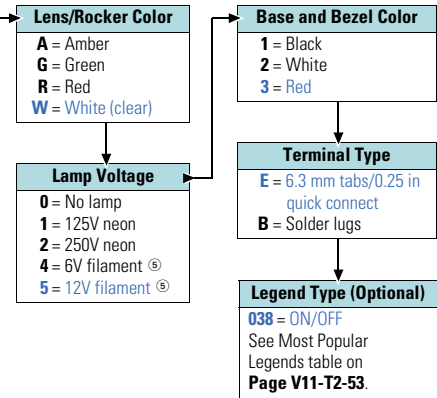 Lens/Rocker Color
A = Amber
G = Green
R = Red
W = White (clear)
Lamp Voltage
0 = No lamp
1 = 125V neon
2 = 250V neon
4 = 6V filament ⑤
5 = 12V filament ⑤
Base and Bezel Color
1 = Black
2 = White
3 = Red
Terminal Type
E = 6.3 mm tabs/0.25 in
quick connect
B = Solder lugs
Legend Type (Optional)
038 = ON/OFF
See Most Popular
Legends table on
Page V11-T2-53.